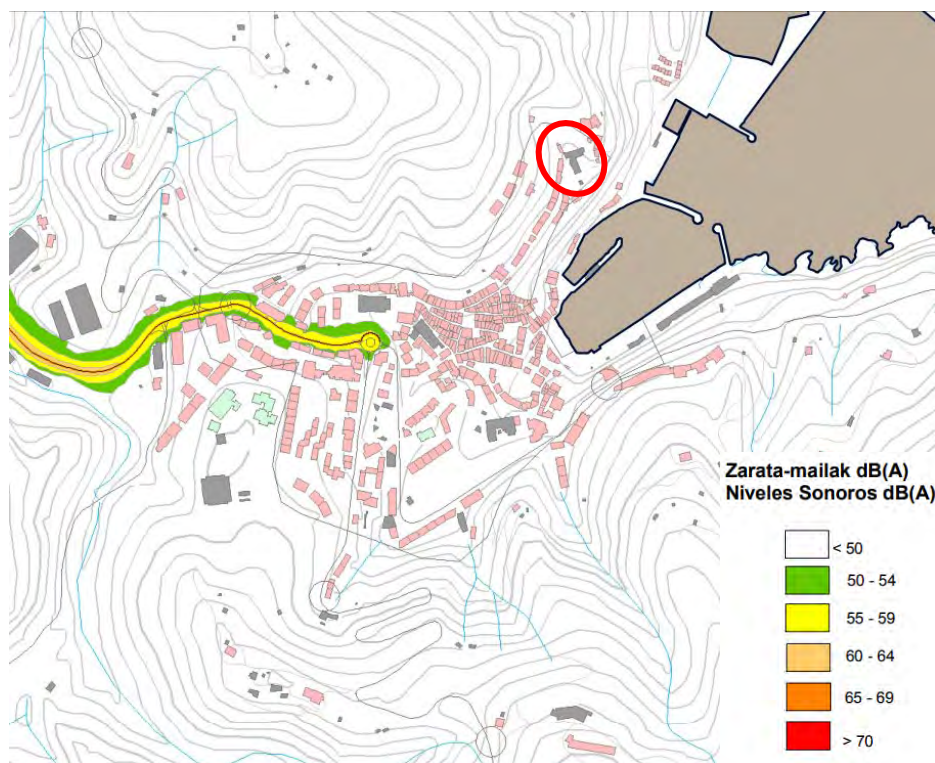 Zarata-mailak dB(A)
Niveles Sonoros dB(A)
< 50
50 - 54
55 - 59
60 - 64
65 - 69
> 70